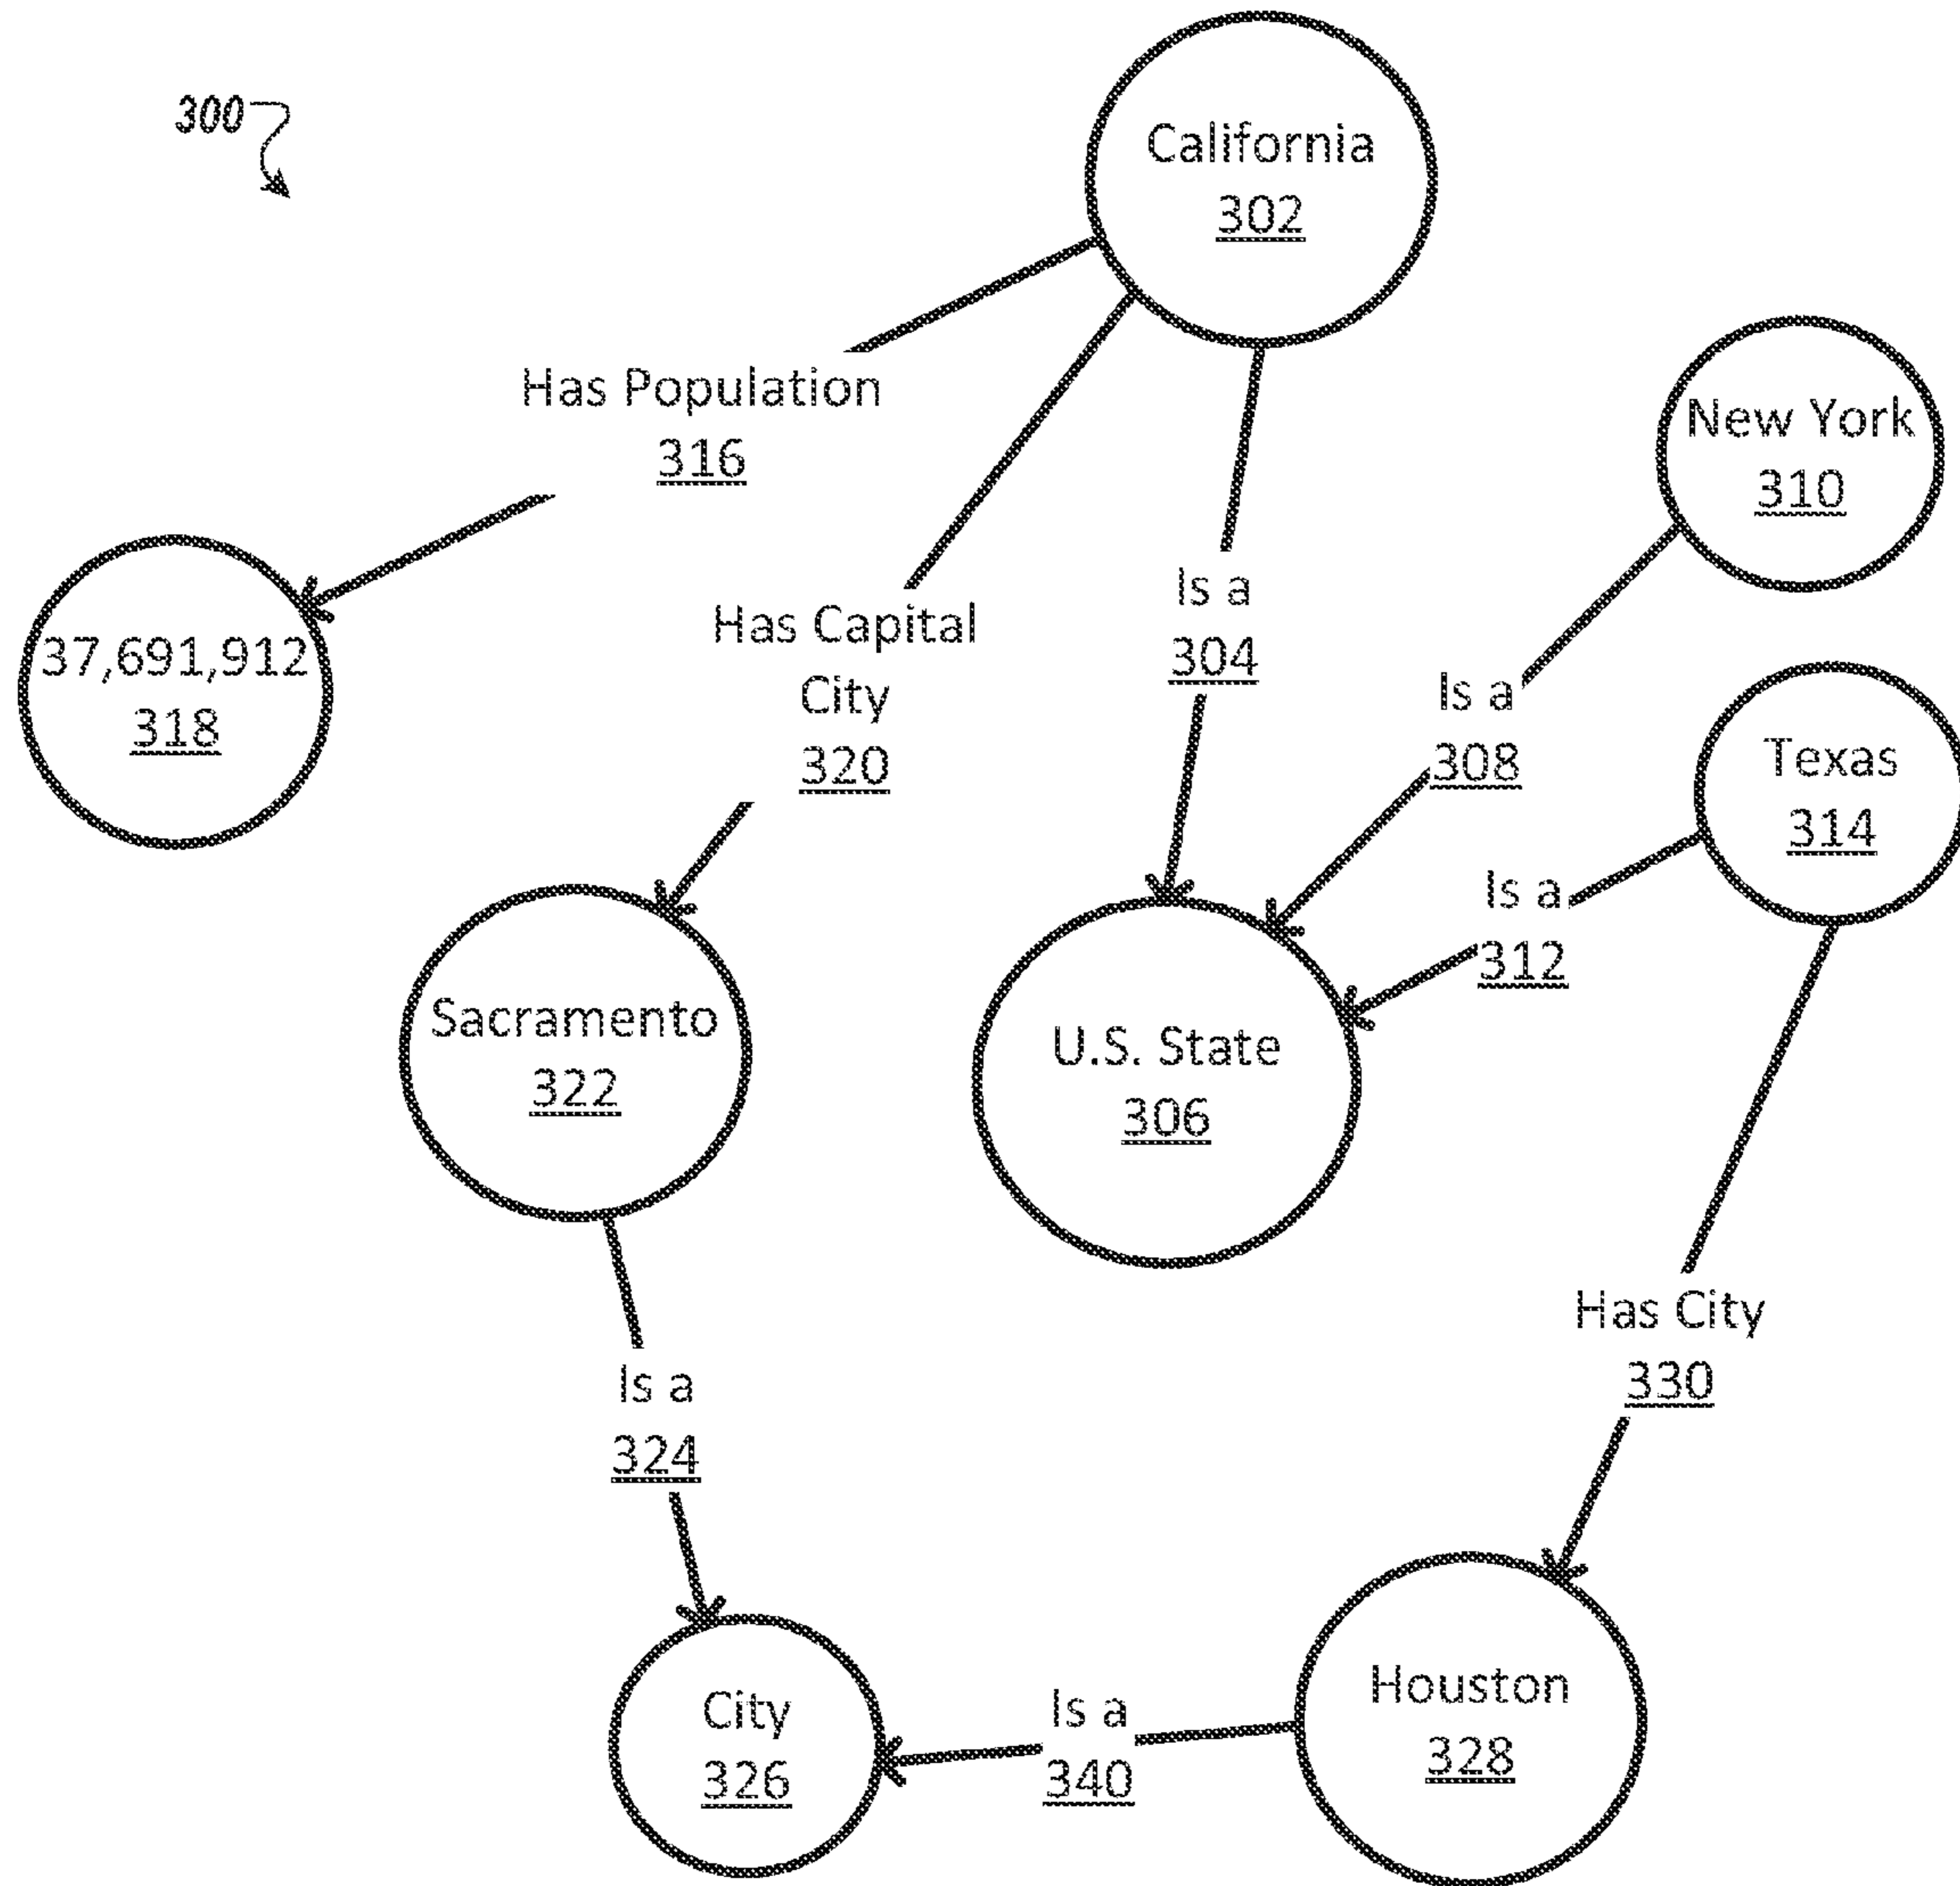 300
California
302
Has Population
316
New York
310
Is a
304
Has Capital
City
320
37,691,912
318
Is a
308
Texas
314
Is a
312
Sacramento
322
U.S. State
306
Has City
330
Is a
324
City
326
Is a
340
Houston
328